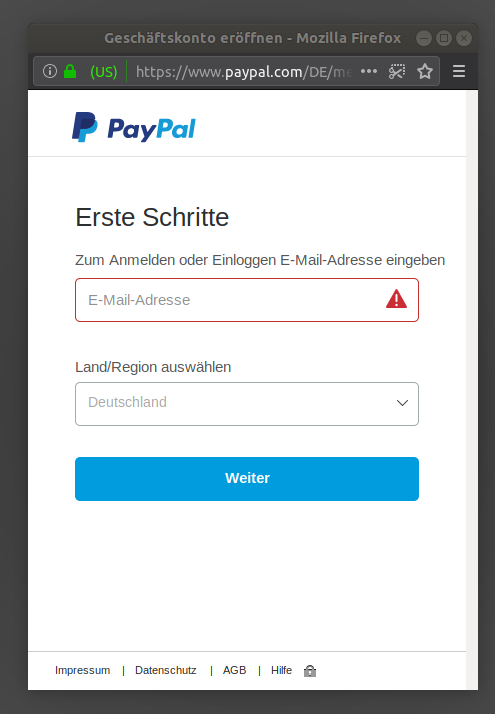 Geschäftskonto eröffnen - Mozilla Firefox
(US) https://www.paypal.com/DE/me
PayPal
Erste Schritte
Zum Anmelden oder Einloggen E-Mail-Adresse eingeben
E-Mail-Adresse
Land/Region auswählen
Deutschland
Weiter
Impressum | Datenschutz | AGB | Hilfe